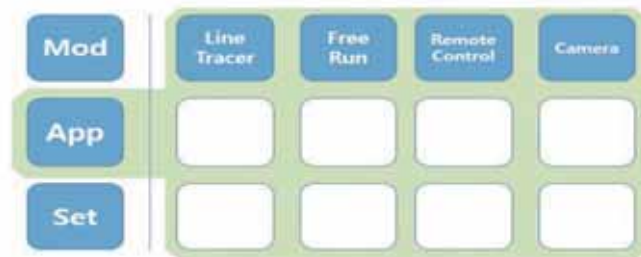 Mod
Line
Tracer
Free
Run
Remote
Control
Camera
App
Set